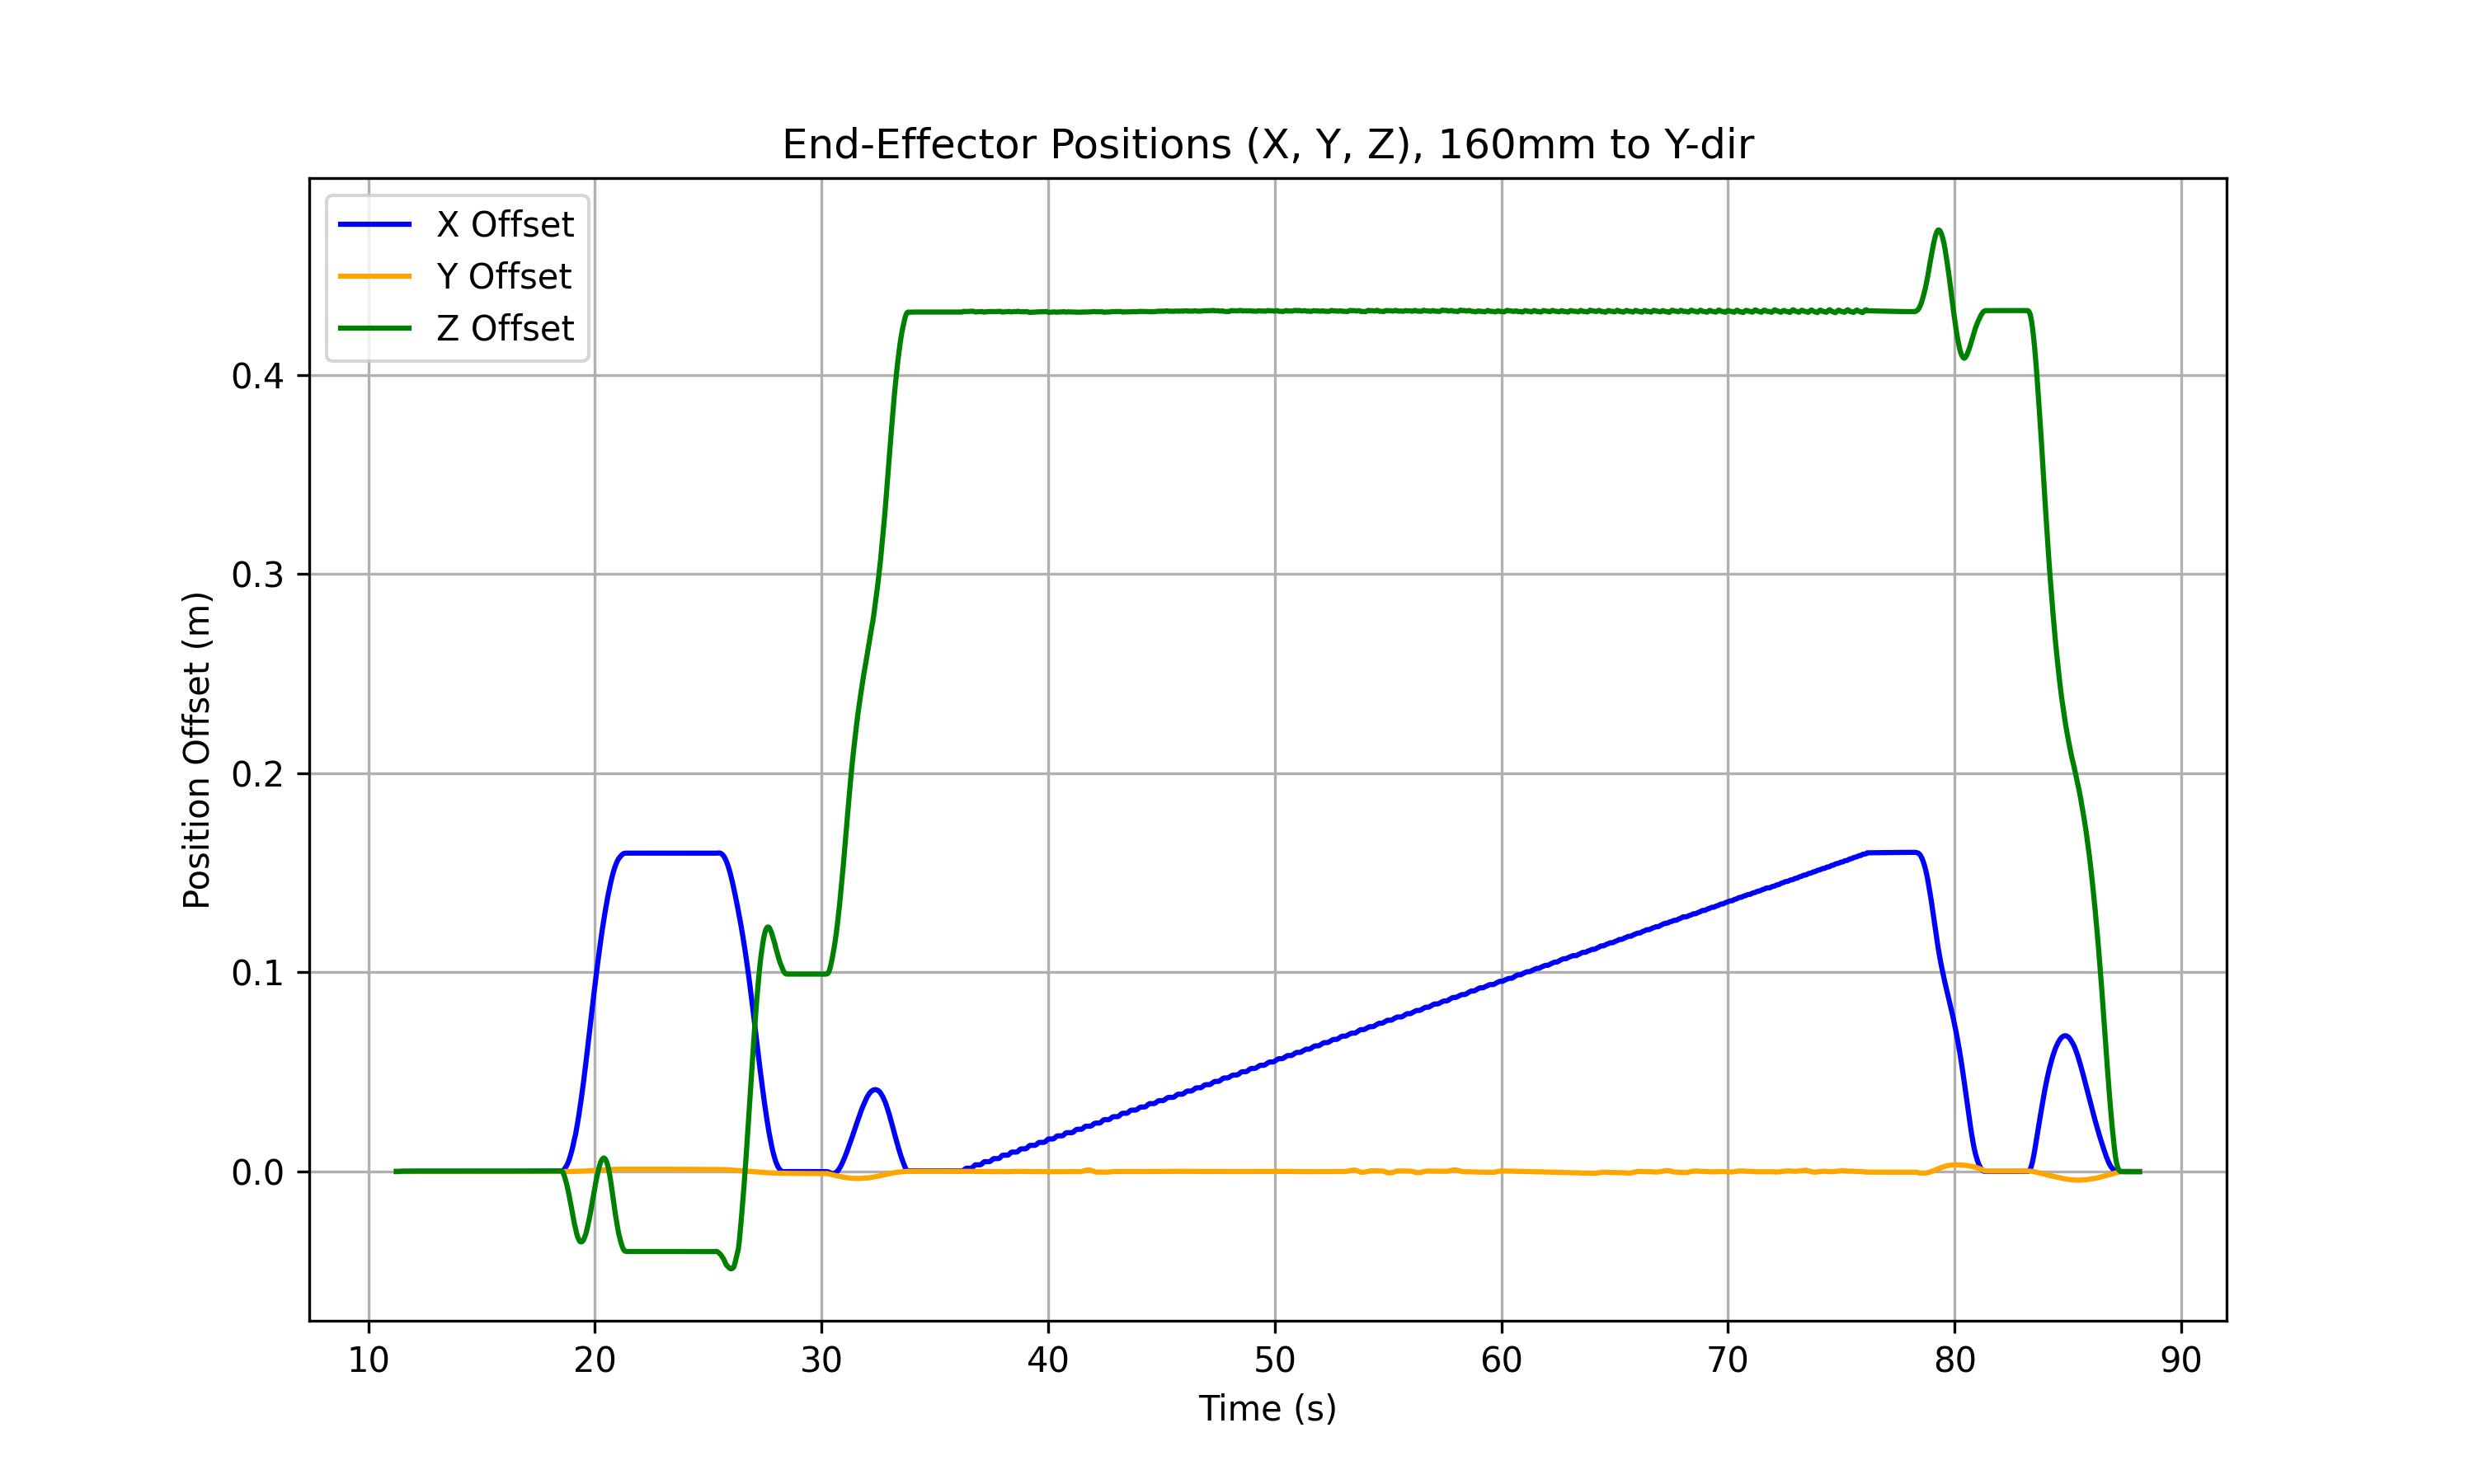 End-Effector Positions (X, Y, Z), 160mm to Y-dir
X Offset
Y Offset
Z Offset
Position Offset (m)
0.4
0.3
0.2
0.1
0.0
10 20 30 40 50 60 70 80 90
Time (s)